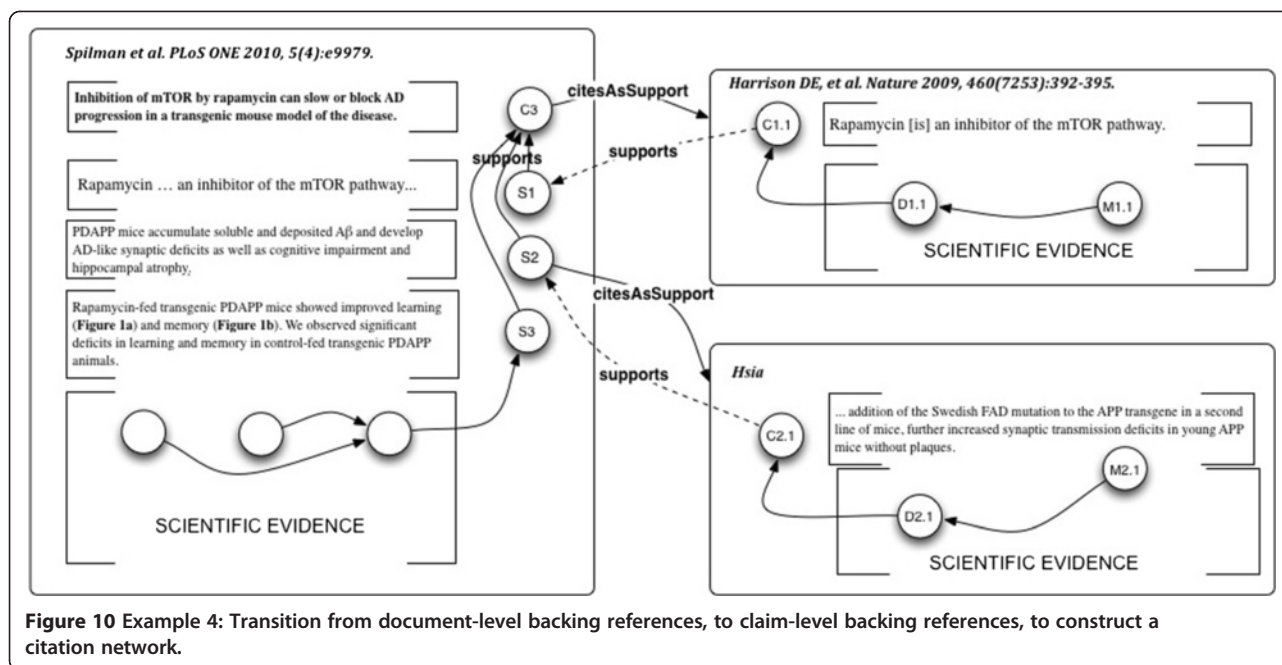 Spilman et al. PLoS ONE 2010, 5(4):e9979.
Inhibition of mTOR by rapamycin can slow or block AD
progression in a transgenic mouse model of the disease.
Rapamycin … an inhibitor of the mTOR pathway...
PDAPP mice accumulate soluble and deposited Aβ and develop
AD-like synaptic deficits as well as cognitive impairment and
hippocampal atrophy.
Rapamycin-fed transgenic PDAPP mice showed improved learning
(Figure 1a) and memory (Figure 1b). We observed significant
deficits in learning and memory in control-fed transgenic PDAPP
animals.
SCIENTIFIC EVIDENCE
C3
supports
S1
S2
S3
citesAsSupport
supports
citesAsSupport
supports
Harrison DE, et al. Nature 2009, 460(7253):392-395.
C1.1
Rapamycin [is] an inhibitor of the mTOR pathway.
D1.1
M1.1
SCIENTIFIC EVIDENCE
Hsia
... addition of the Swedish FAD mutation to the APP transgene in a second
line of mice, further increased synaptic transmission deficits in young APP
mice without plaques.
C2.1
M2.1
D2.1
SCIENTIFIC EVIDENCE
Figure 10 Example 4: Transition from document-level backing references, to claim-level backing references, to construct a
citation network.